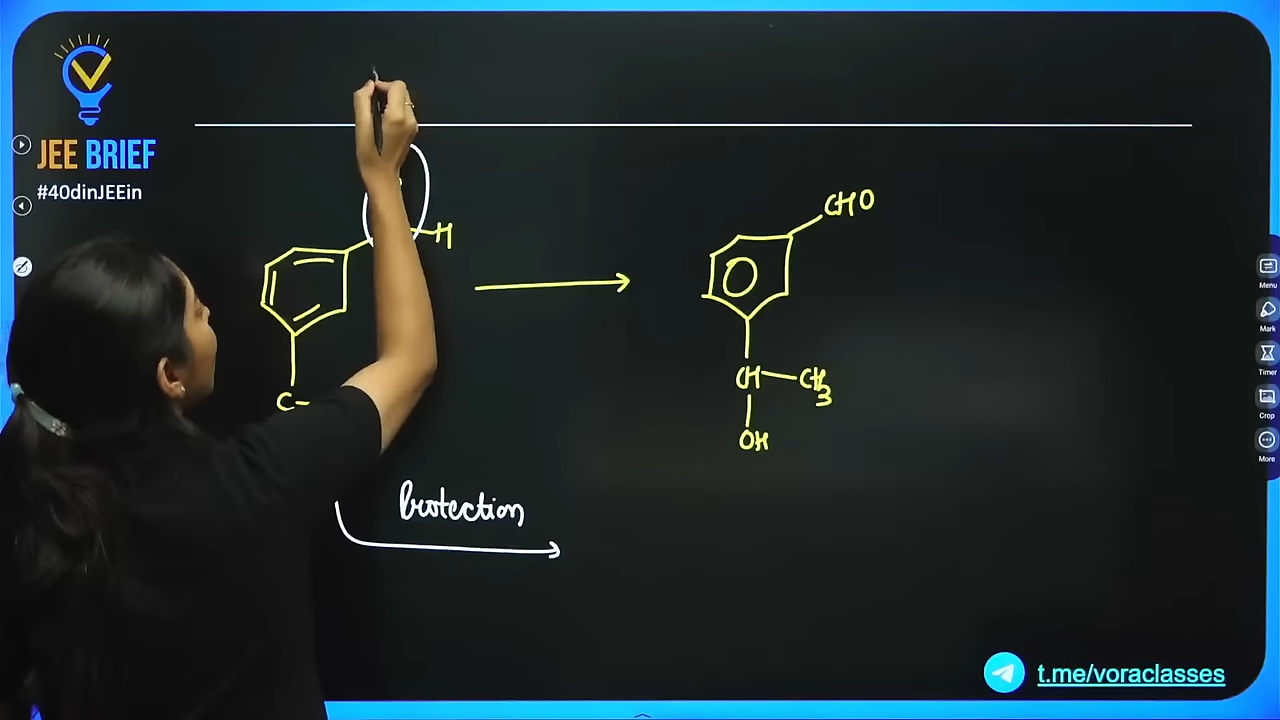 JEE BRIEF
#40dinJEEin
H
C-
CHO
CH-CH3
OH
Protection
t.me/voraclasses
Menu
Mark
Timer
Crop
More